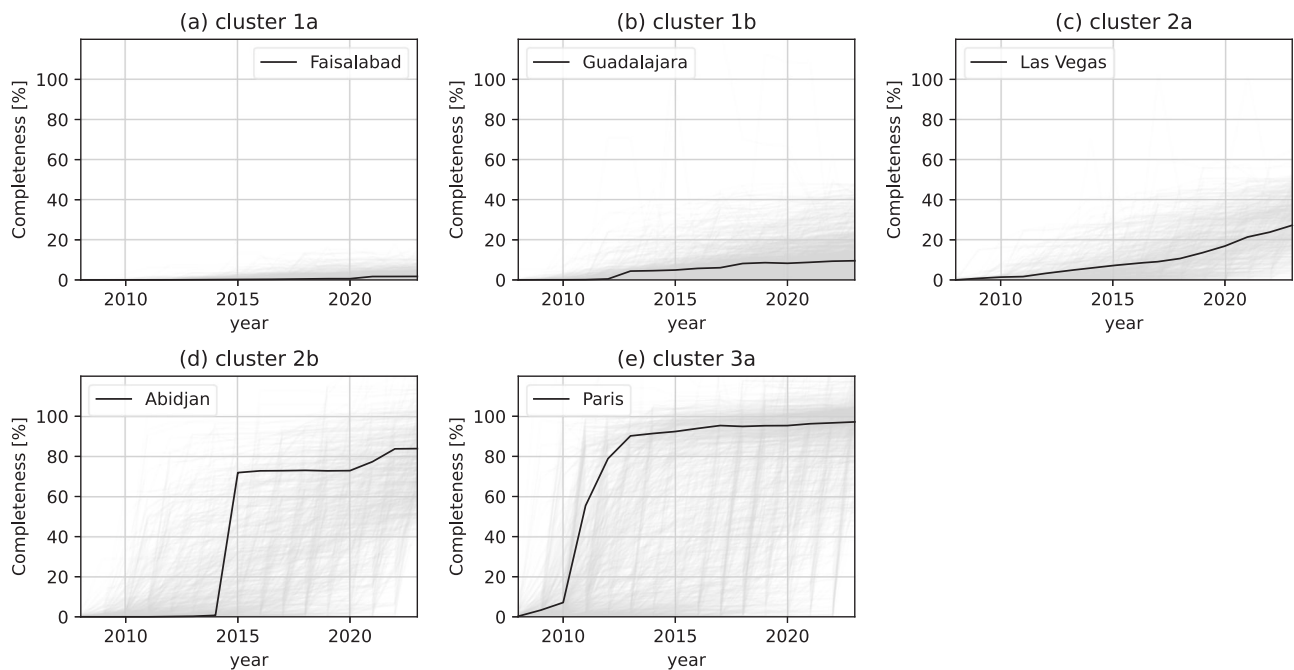 (a) cluster 1a
Faisalabad
Completeness [%]
100
80
60
40
20
0
2010 2015 2020
year
(b) cluster 1b
Guadalajara
Completeness [%]
100
80
60
40
20
0
2010 2015 2020
year
(c) cluster 2a
Las Vegas
Completeness [%]
100
80
60
40
20
0
2010 2015 2020
year
(d) cluster 2b
Abidjan
Completeness [%]
100
80
60
40
20
0
2010 2015 2020
year
(e) cluster 3a
Paris
Completeness [%]
100
80
60
40
20
0
2010 2015 2020
year